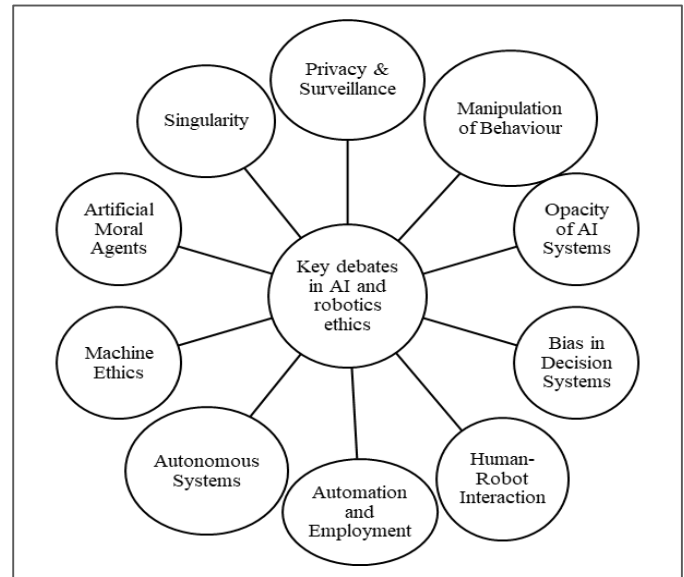 Privacy &
Surveillance
Manipulation
of Behaviour
Opacity
of AI
Systems
Bias in
Decision
Systems
Human-
Robot
Interaction
Automation
and
Employment
Autonomous
Systems
Machine
Ethics
Artificial
Moral
Agents
Singularity
Key debates
in AI and
robotics
ethics